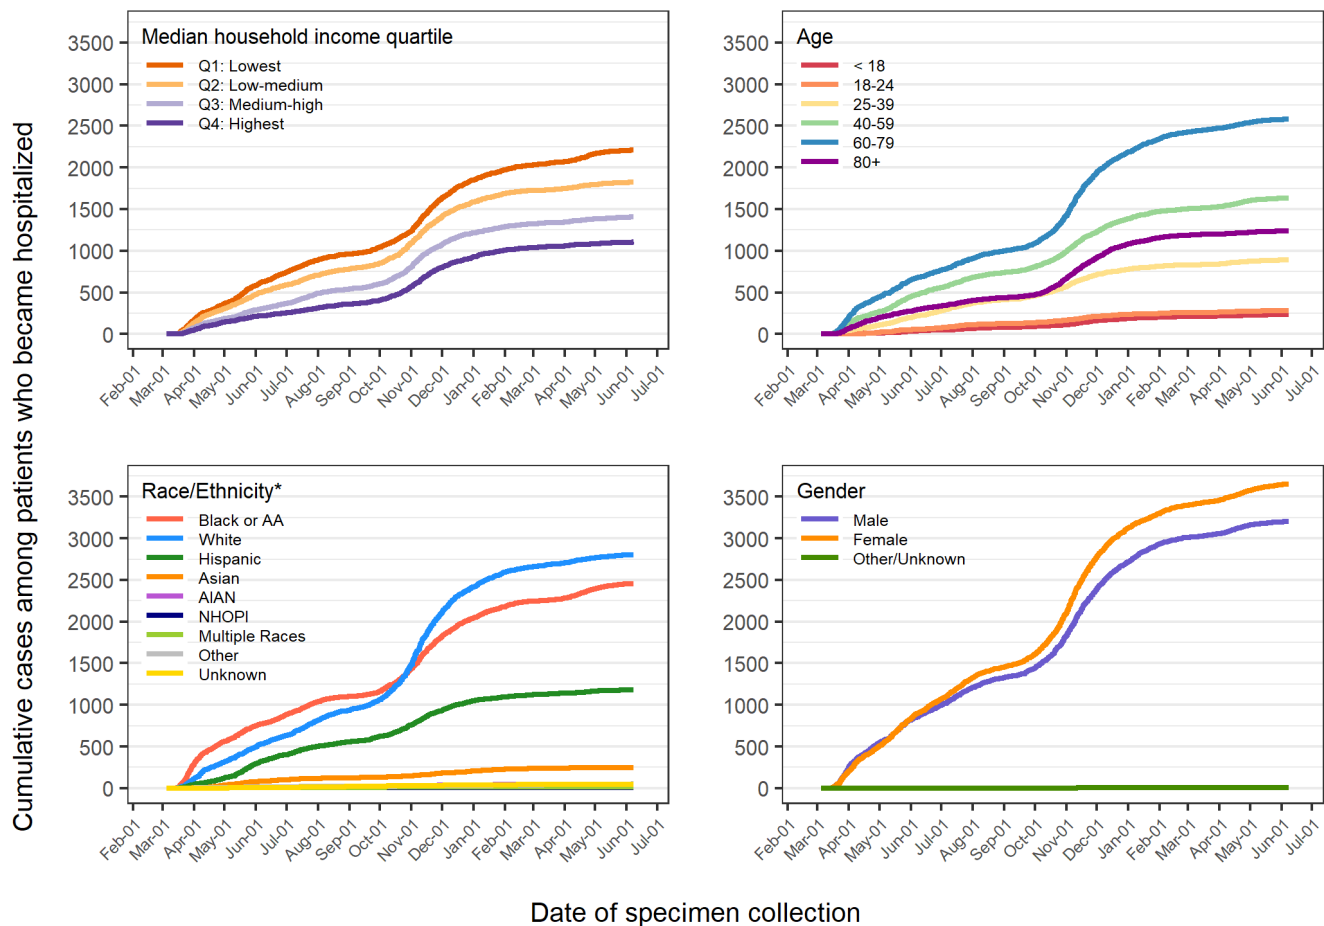 Cumulative cases among patients who became hospitalized
Median household income quartile
Q1: Lowest
Q2: Low-medium
Q3: Medium-high
Q4: Highest
3500
3000
2500
2000
1500
1000
500
0
Feb-01 Mar-01 Apr-01 May-01 Jun-01 Jul-01 Aug-01 Sep-01 Oct-01 Nov-01 Dec-01 Jan-01 Feb-01 Mar-01 Apr-01 May-01 Jun-01 Jul-01
Age
< 18
18-24
25-39
40-59
60-79
80+
3500
3000
2500
2000
1500
1000
500
0
Feb-01 Mar-01 Apr-01 May-01 Jun-01 Jul-01 Aug-01 Sep-01 Oct-01 Nov-01 Dec-01 Jan-01 Feb-01 Mar-01 Apr-01 May-01 Jun-01 Jul-01
Race/Ethnicity*
Black or AA
White
Hispanic
Asian
AIAN
NHOPI
Multiple Races
Other
Unknown
3500
3000
2500
2000
1500
1000
500
0
Feb-01 Mar-01 Apr-01 May-01 Jun-01 Jul-01 Aug-01 Sep-01 Oct-01 Nov-01 Dec-01 Jan-01 Feb-01 Mar-01 Apr-01 May-01 Jun-01 Jul-01
Gender
Male
Female
Other/Unknown
3500
3000
2500
2000
1500
1000
500
0
Feb-01 Mar-01 Apr-01 May-01 Jun-01 Jul-01 Aug-01 Sep-01 Oct-01 Nov-01 Dec-01 Jan-01 Feb-01 Mar-01 Apr-01 May-01 Jun-01 Jul-01
Date of specimen collection